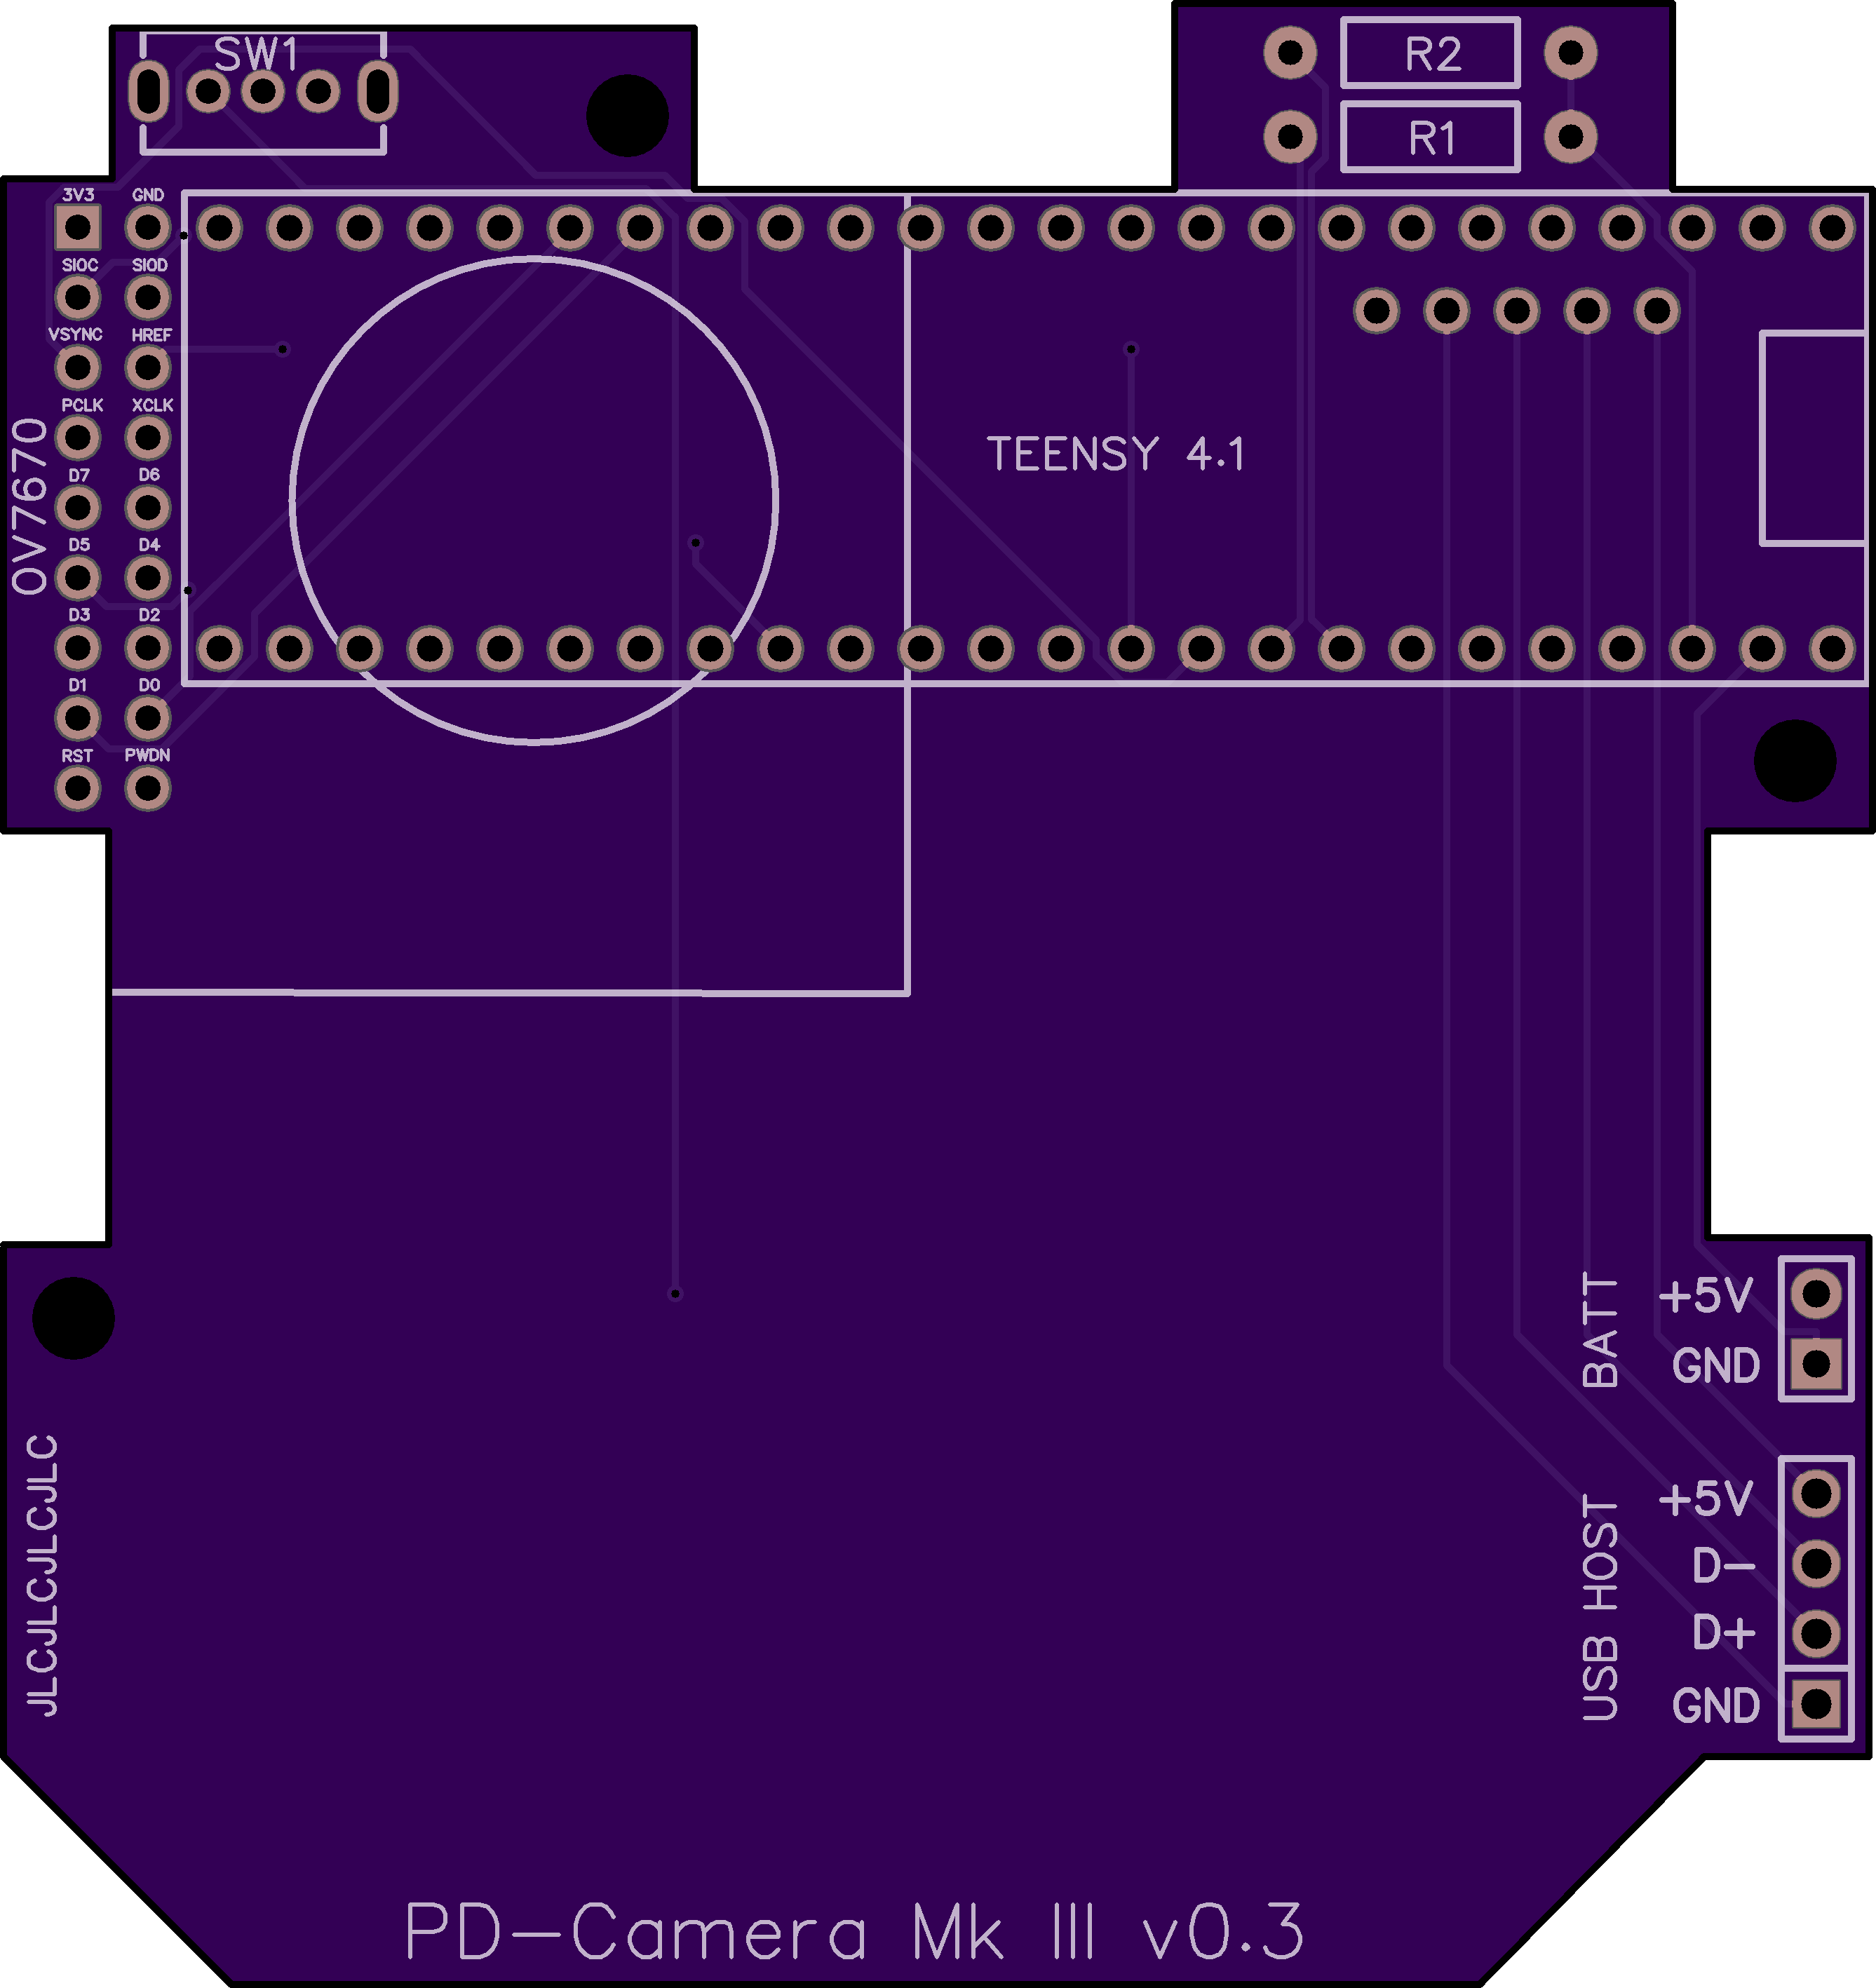 SW1
R2
R1
3V3 GND
SIOC SIOD
VSYNC HREF
PCLK XCLK
D7 D6
D5 D4
D3 D2
D1 D0
RST PWDN
OV7670
TEENSY 4.1
BATT
+5V
GND
USB HOST
+5V
D-
D+
GND
JLCJLCJLCJLC
PD-Camera Mk III v0.3